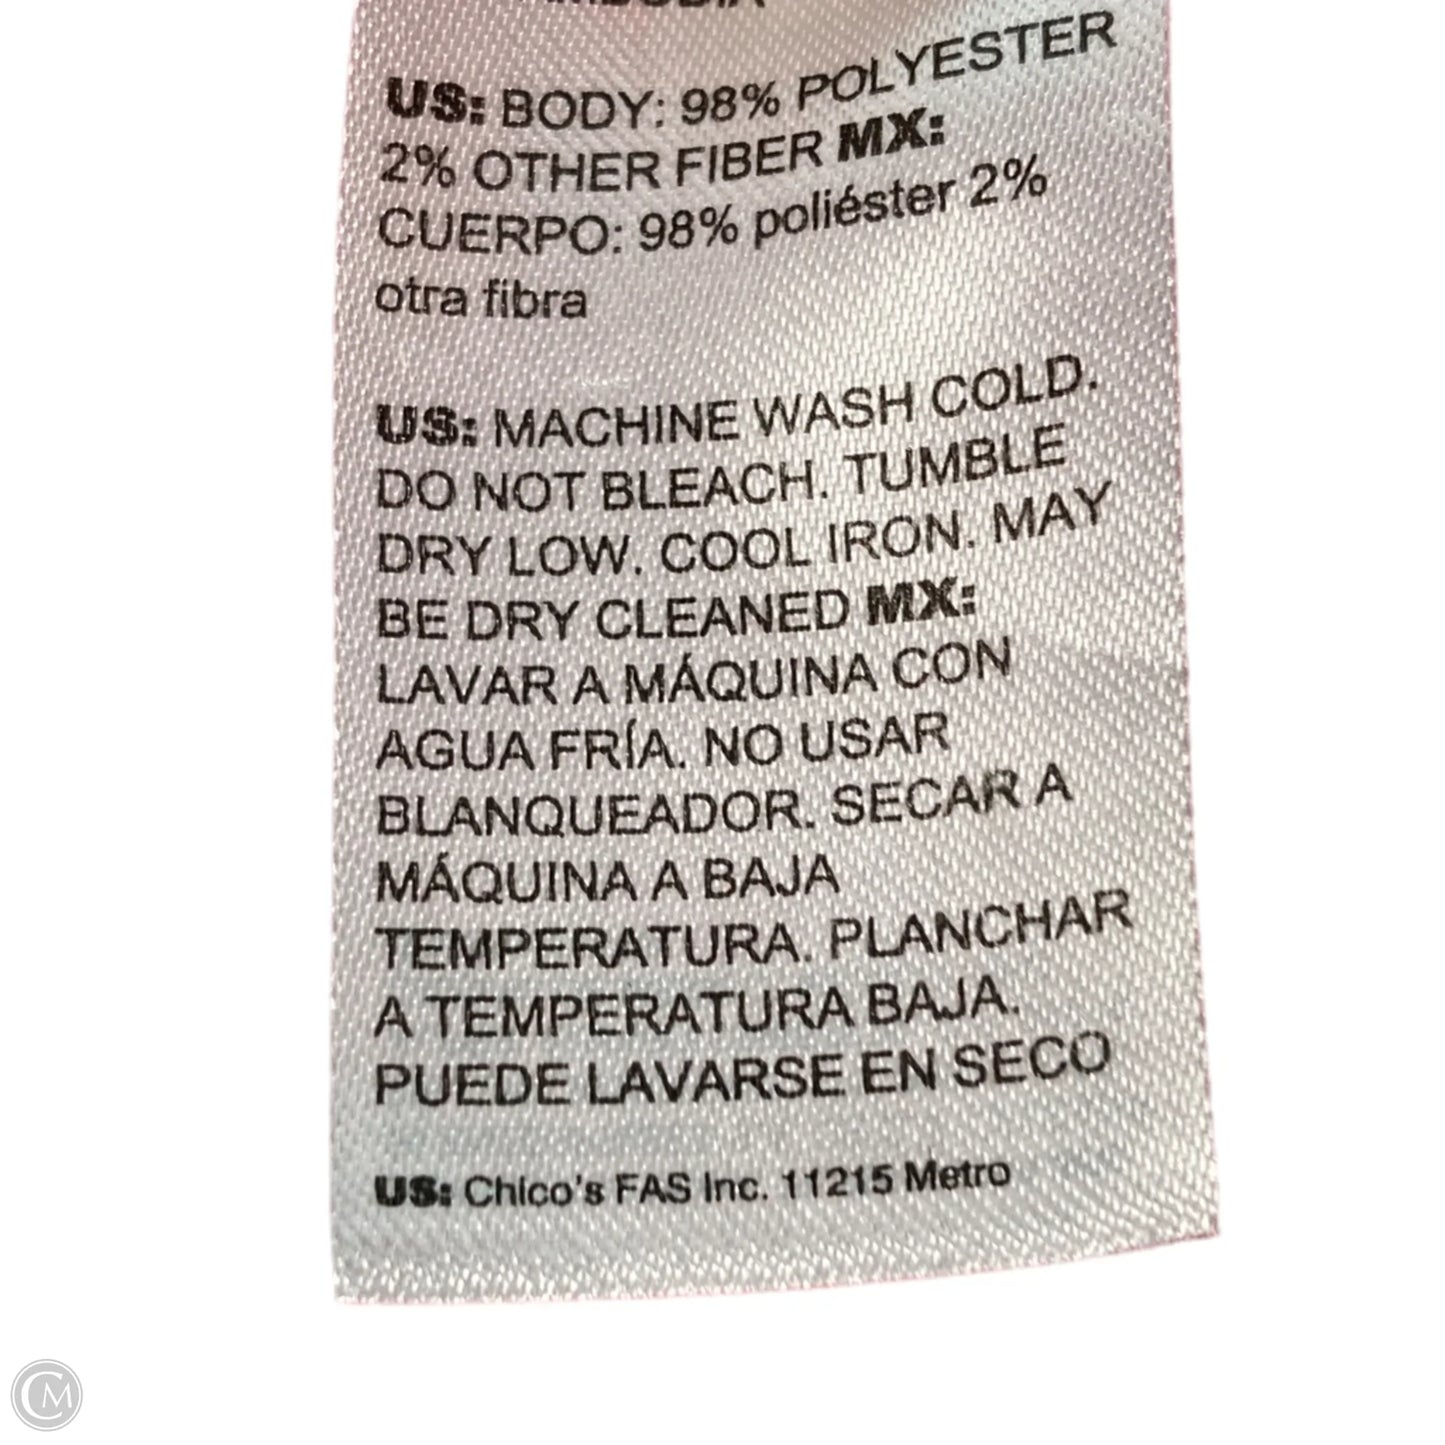 US: BODY: 98% POLYESTER
2% OTHER FIBER MX:
CUERPO: 98% poliéster 2%
otra fibra
US: MACHINE WASH COLD.
DO NOT BLEACH. TUMBLE
DRY LOW. COOL IRON. MAY
BE DRY CLEANED MX:
LAVAR A MÁQUINA CON
AGUA FRÍA. NO USAR
BLANQUEADOR. SECAR A
MÁQUINA A BAJA
TEMPERATURA. PLANCHAR
A TEMPERATURA BAJA.
PUEDE LAVARSE EN SECO
US: Chico's FAS Inc. 11215 Metro
CM